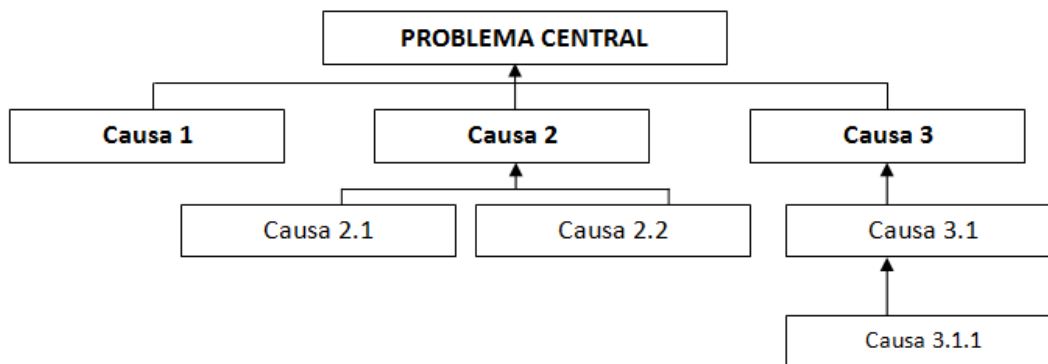 PROBLEMA CENTRAL
Causa 1
Causa 2
Causa 3
Causa 2.1
Causa 2.2
Causa 3.1
Causa 3.1.1